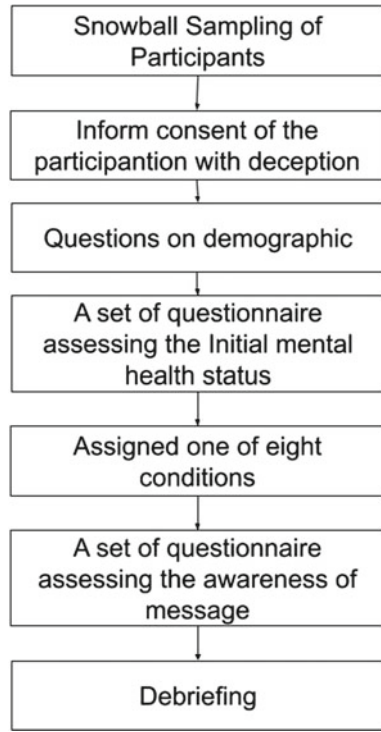 Snowball Sampling of
Participants
Inform consent of the
participantion with deception
Questions on demographic
A set of questionnaire
assessing the Initial mental
health status
Assigned one of eight
conditions
A set of questionnaire
assessing the awareness of
message
Debriefing